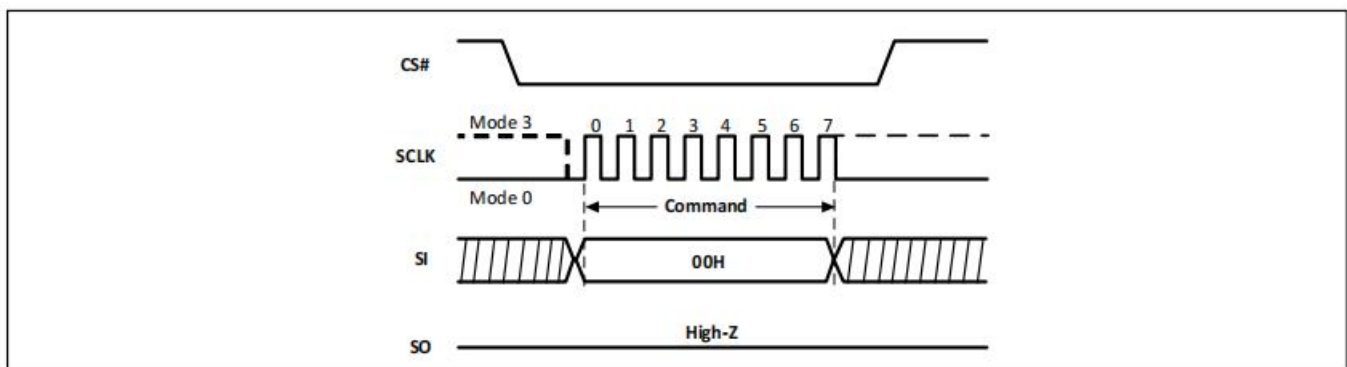 CS#
Mode 3
0 1 2 3 4 5 6 7
SCLK
Mode 0
Command
SI
00H
High-Z
SO